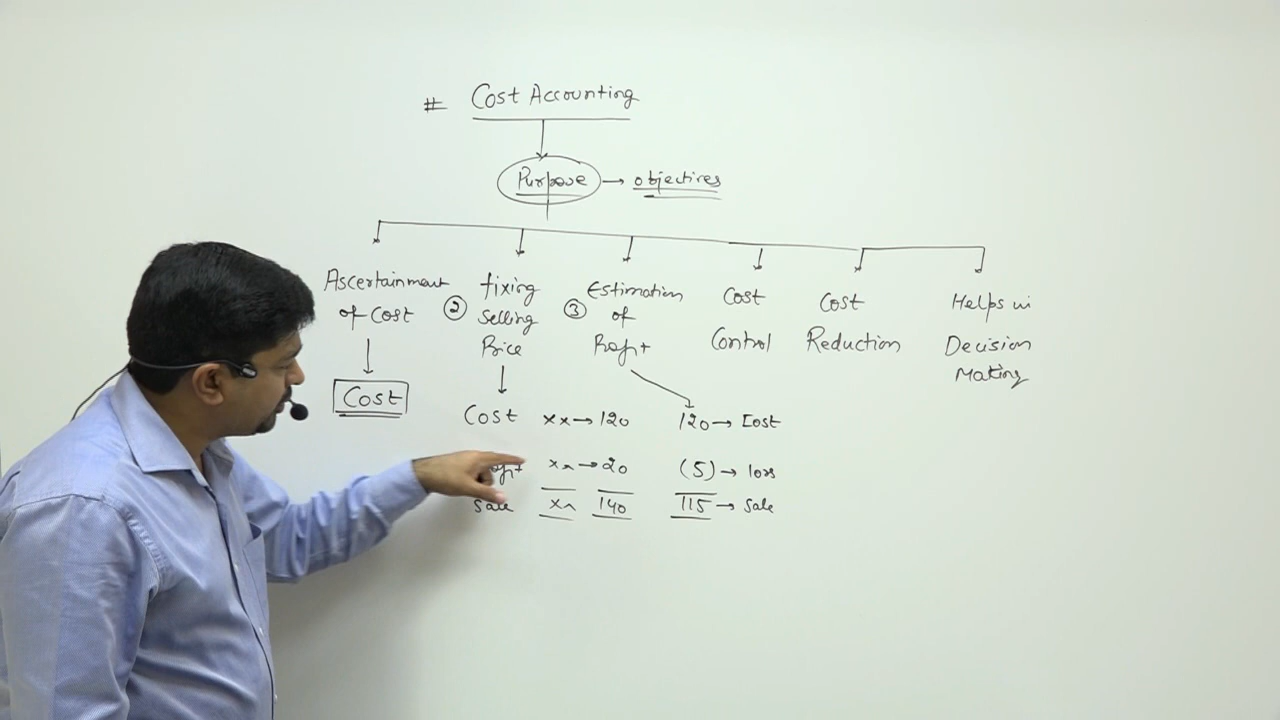 # Cost Accounting
Purpose → objectives
Ascertainment
of Cost
② fixing
Selling
Price
③ Estimation
of
Profit
Cost
Control
Cost
Reduction
Helps in
Decision
Making
Cost
Cost xx → 120
xx → 20
Sale xx 140
120 → Cost
(5) → loss
115 → Sale